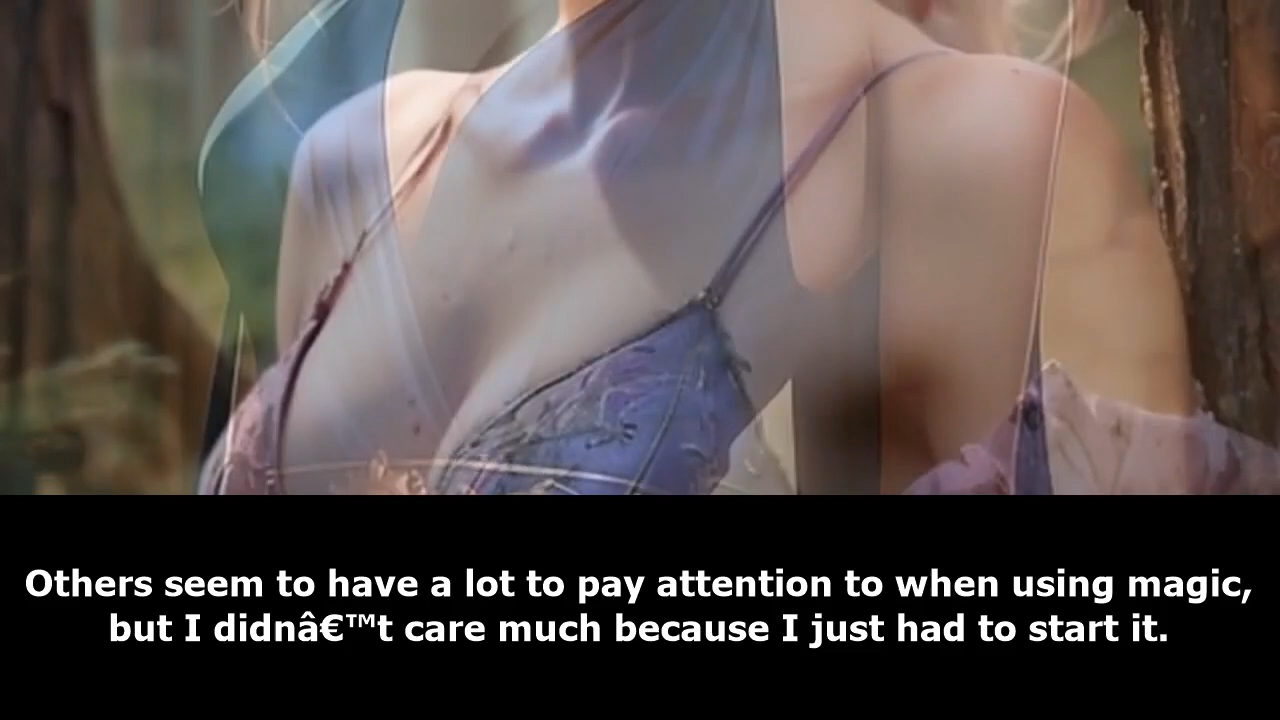 Others seem to have a lot to pay attention to when using magic,
but I didnâ€™t care much because I just had to start it.